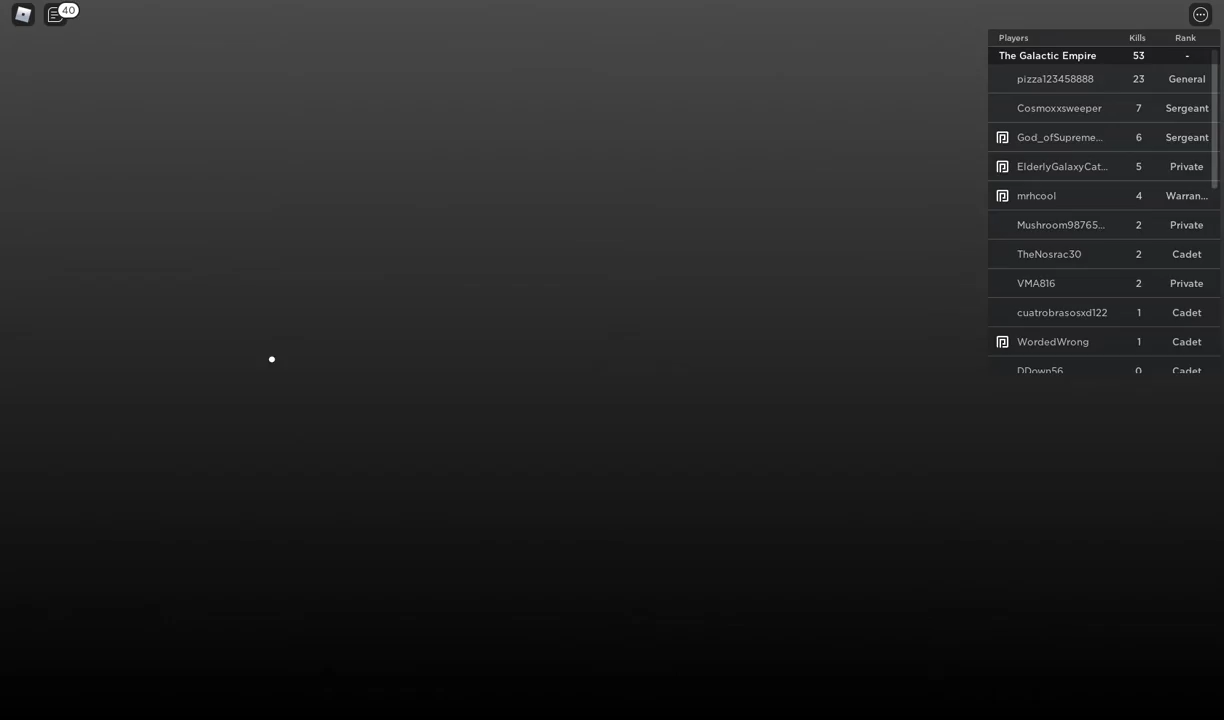 40
Players Kills Rank
The Galactic Empire 53 -
pizza123458888 23 General
Cosmoxxsweeper 7 Sergeant
God_ofSupreme... 6 Sergeant
ElderlyGalaxyCat... 5 Private
mrhcool 4 Warran...
Mushroom98765... 2 Private
TheNosrac30 2 Cadet
VMA816 2 Private
cuatrobrasosxd122 1 Cadet
WordedWrong 1 Cadet
DDown56 0 Cadet